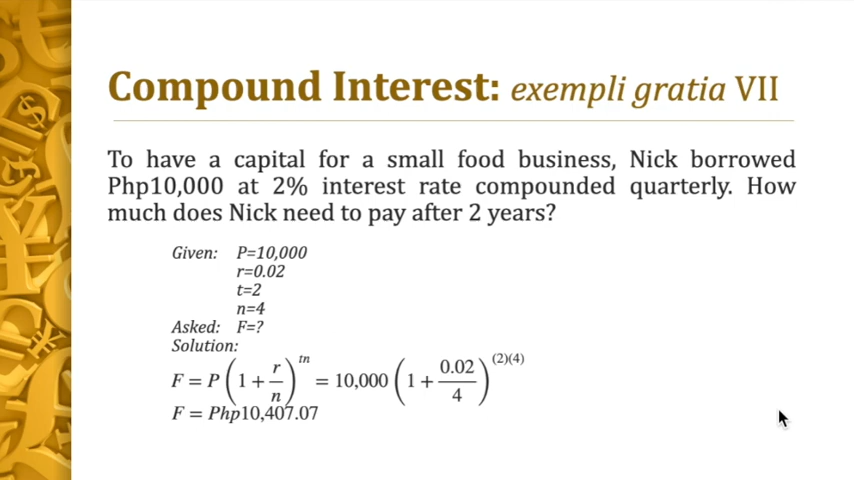 Compound Interest: exempli gratia VII
To have a capital for a small food business, Nick borrowed
Php10,000 at 2% interest rate compounded quarterly. How
much does Nick need to pay after 2 years?
Given: P=10,000
r=0.02
t=2
n=4
Asked: F=?
Solution:
F = P(1 + r/n)^tn = 10,000(1 + 0.02/4)^(2)(4)
F = Php10,407.07